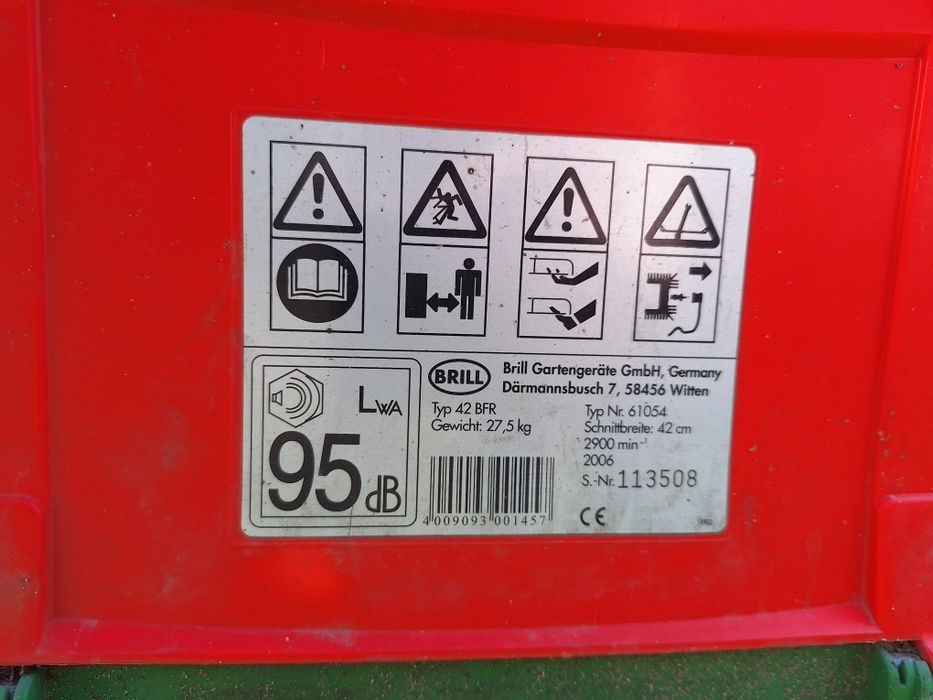 LWA
95 dB
BRILL
Brill Gartengeräte GmbH, Germany
Därmannsbusch 7, 58456 Witten
Typ 42 BFR
Gewicht: 27,5 kg
Typ Nr. 61054
Schnittbreite: 42 cm
2900 min⁻¹
2006
S.-Nr. 113508
4 009093 001457
CE